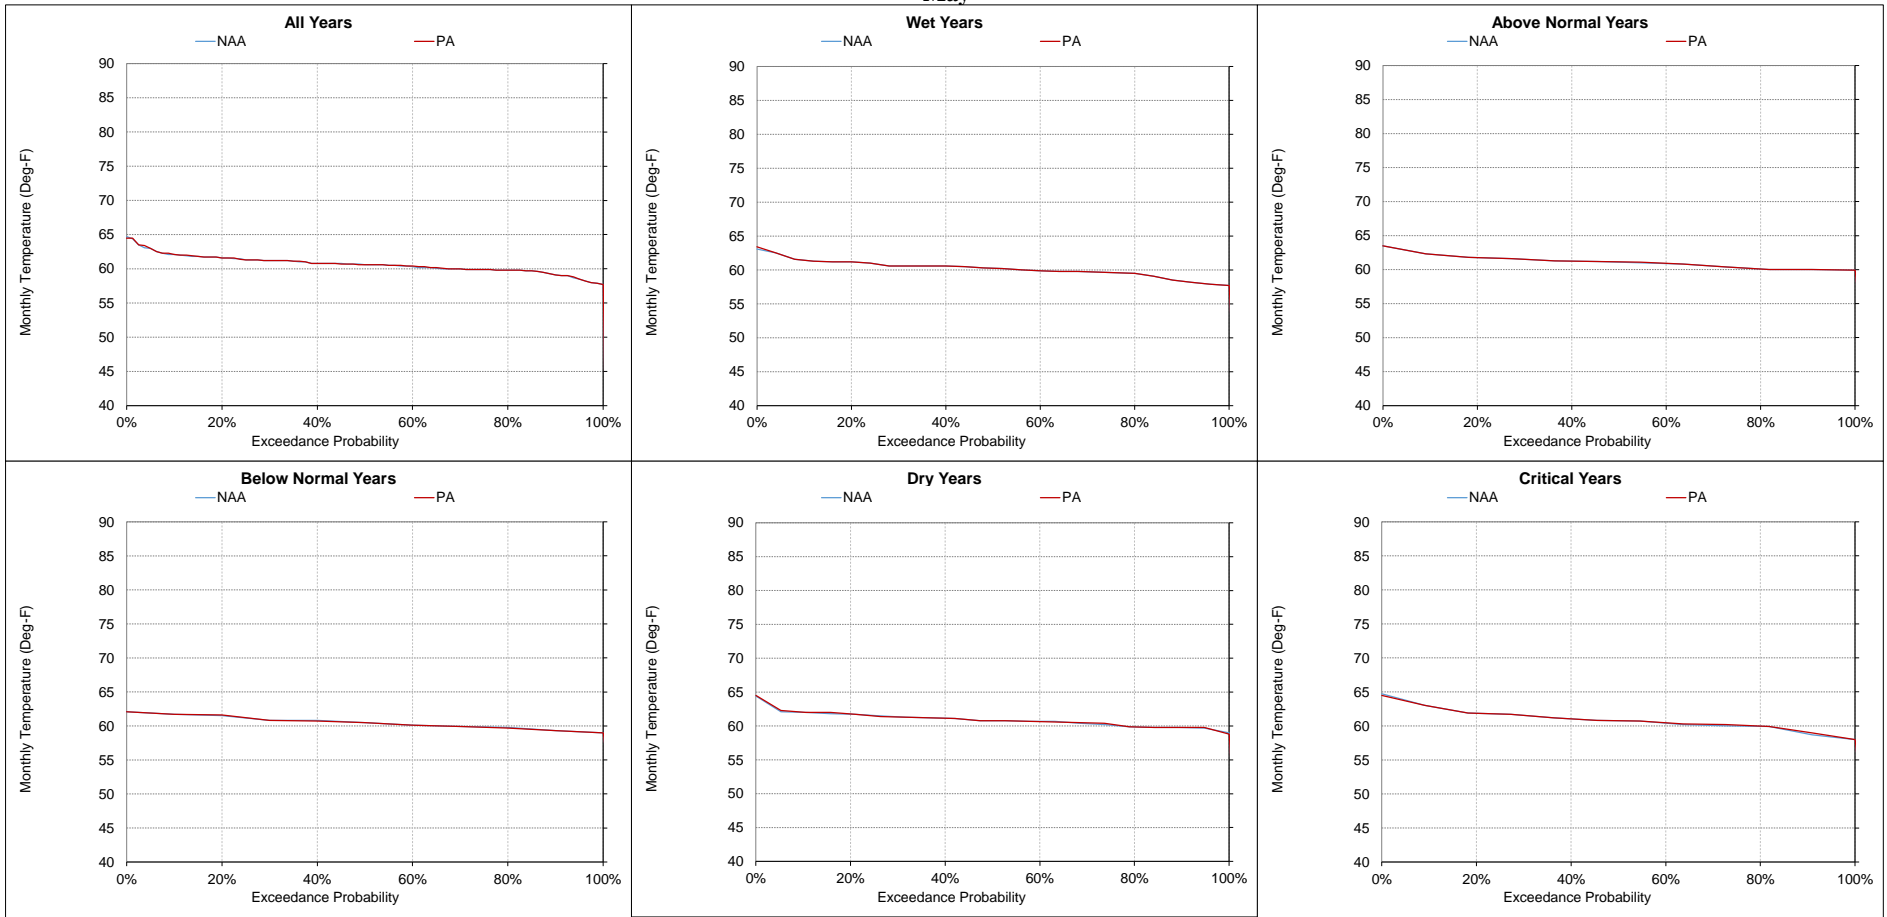 May
All Years
NAA PA
90
85
80
75
70
65
60
55
50
45
40
Monthly Temperature (Deg-F)
0% 20% 40% 60% 80% 100%
Exceedance Probability
Wet Years
NAA PA
90
85
80
75
70
65
60
55
50
45
40
Monthly Temperature (Deg-F)
0% 20% 40% 60% 80% 100%
Exceedance Probability
Above Normal Years
NAA PA
90
85
80
75
70
65
60
55
50
45
40
Monthly Temperature (Deg-F)
0% 20% 40% 60% 80% 100%
Exceedance Probability
Below Normal Years
NAA PA
90
85
80
75
70
65
60
55
50
45
40
Monthly Temperature (Deg-F)
0% 20% 40% 60% 80% 100%
Exceedance Probability
Dry Years
NAA PA
90
85
80
75
70
65
60
55
50
45
40
Monthly Temperature (Deg-F)
0% 20% 40% 60% 80% 100%
Exceedance Probability
Critical Years
NAA PA
90
85
80
75
70
65
60
55
50
45
40
Monthly Temperature (Deg-F)
0% 20% 40% 60% 80% 100%
Exceedance Probability